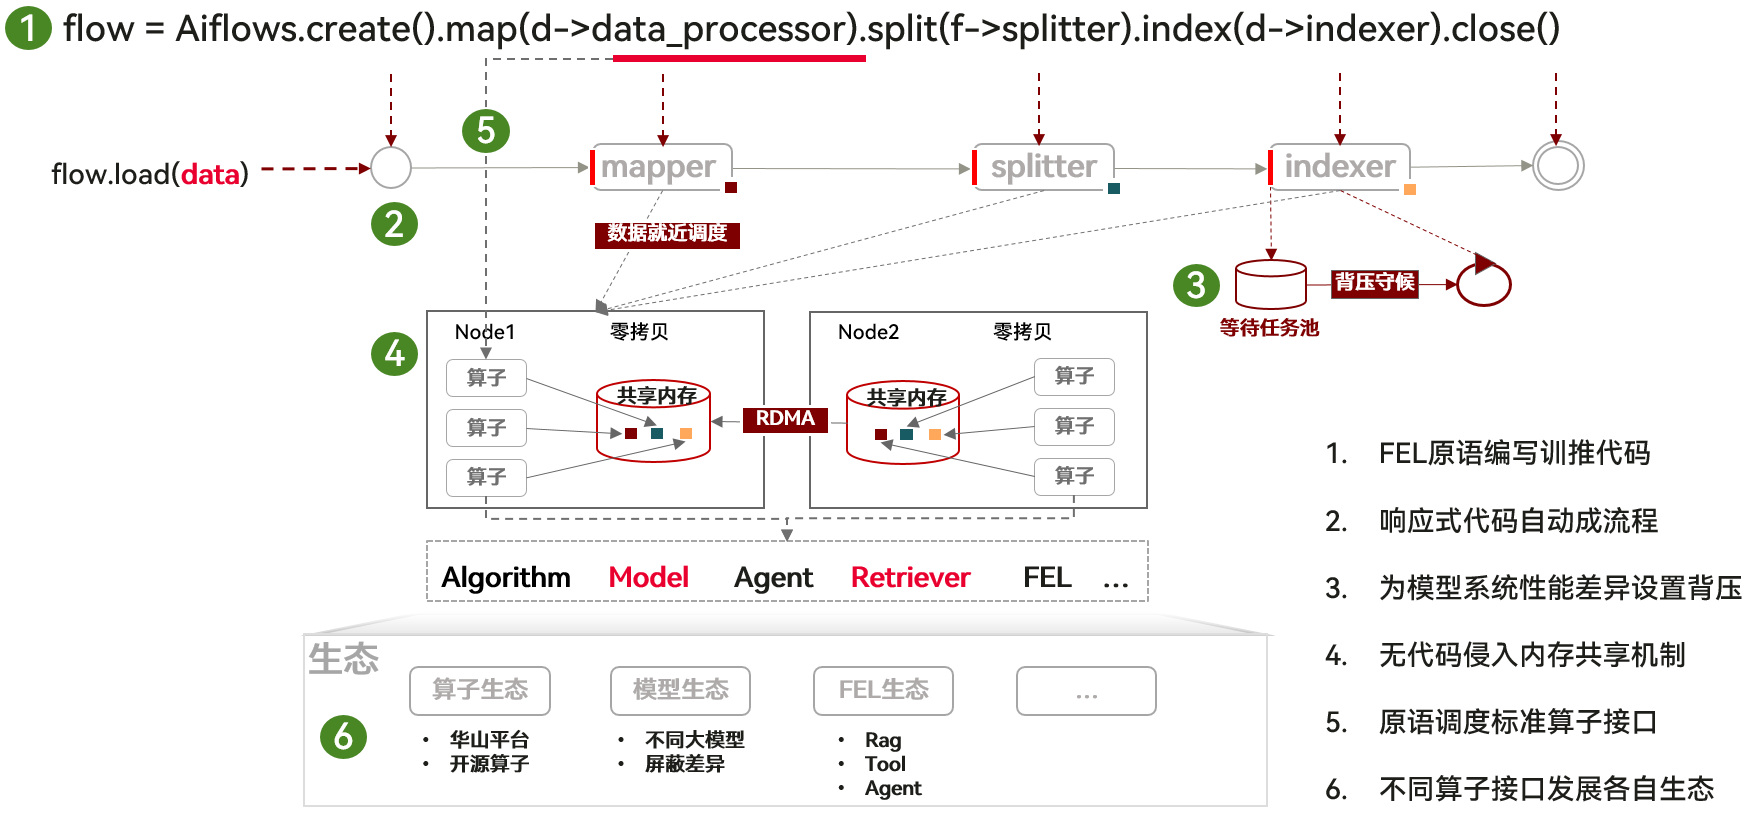 1 flow = Aiflows.create().map(d->data_processor).split(f->splitter).index(d->indexer).close()
5
flow.load(data)
mapper
splitter
indexer
2
数据就近调度
3
背压守候
等待任务池
4
Node1
零拷贝
算子
算子
算子
共享内存
RDMA
Node2
零拷贝
共享内存
算子
算子
算子
Algorithm Model Agent Retriever FEL ...
生态
6
算子生态
• 华山平台
• 开源算子
模型生态
• 不同大模型
• 屏蔽差异
FEL生态
• Rag
• Tool
• Agent
...
1. FEL原语编写训推代码
2. 响应式代码自动成流程
3. 为模型系统性能差异设置背压
4. 无代码侵入内存共享机制
5. 原语调度标准算子接口
6. 不同算子接口发展各自生态